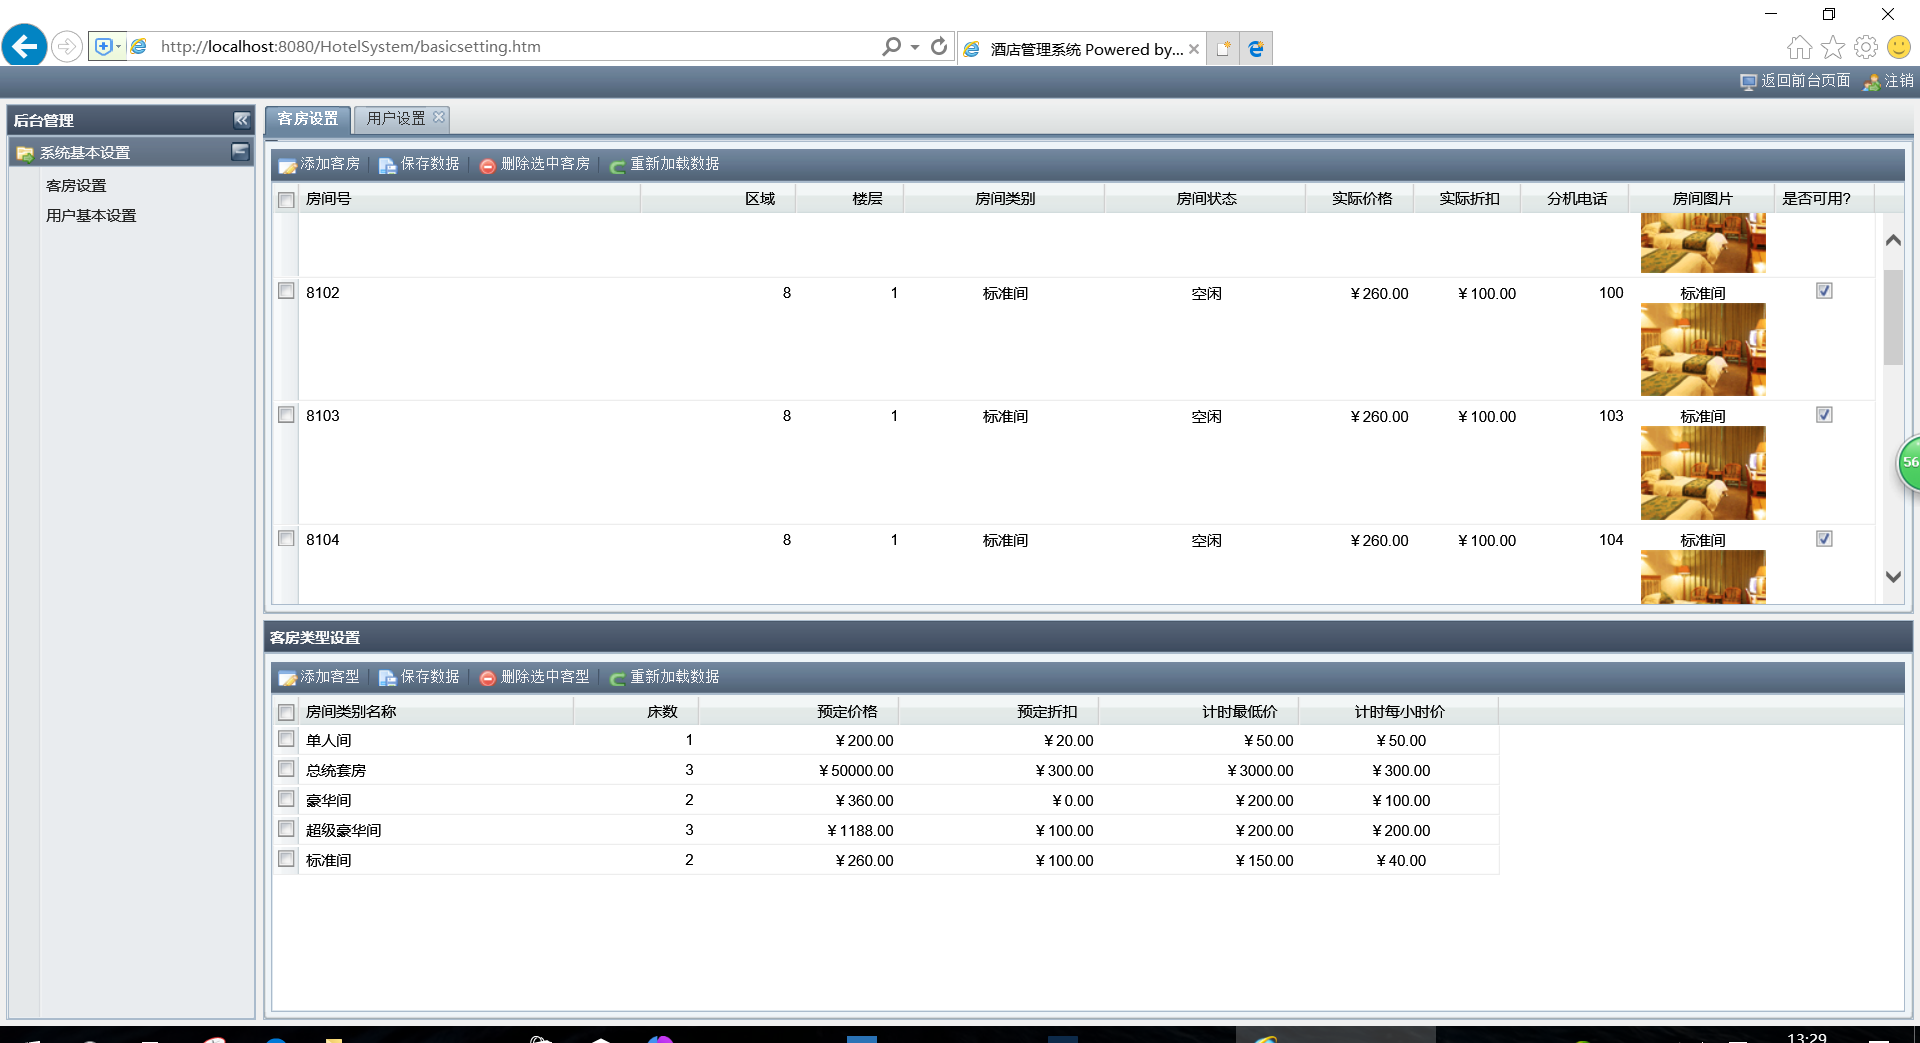 http://localhost:8080/HotelSystem/basicsetting.htm
酒店管理系统 Powered by...
返回前台页面 注销
后台管理
系统基本设置
客房设置
用户基本设置
客房设置 用户设置
添加客房 保存数据 删除选中客房 重新加载数据
房间号 区域 楼层 房间类别 房间状态 实际价格 实际折扣 分机电话 房间图片 是否可用?
8102 8 1 标准间 空闲 ￥260.00 ￥100.00 100 标准间
8103 8 1 标准间 空闲 ￥260.00 ￥100.00 103 标准间
8104 8 1 标准间 空闲 ￥260.00 ￥100.00 104 标准间
56
客房类型设置
添加客型 保存数据 删除选中客型 重新加载数据
房间类别名称 床数 预定价格 预定折扣 计时最低价 计时每小时价
单人间 1 ￥200.00 ￥20.00 ￥50.00 ￥50.00
总统套房 3 ￥50000.00 ￥300.00 ￥3000.00 ￥300.00
豪华间 2 ￥360.00 ￥0.00 ￥200.00 ￥100.00
超级豪华间 3 ￥1188.00 ￥100.00 ￥200.00 ￥200.00
标准间 2 ￥260.00 ￥100.00 ￥150.00 ￥40.00
13:29